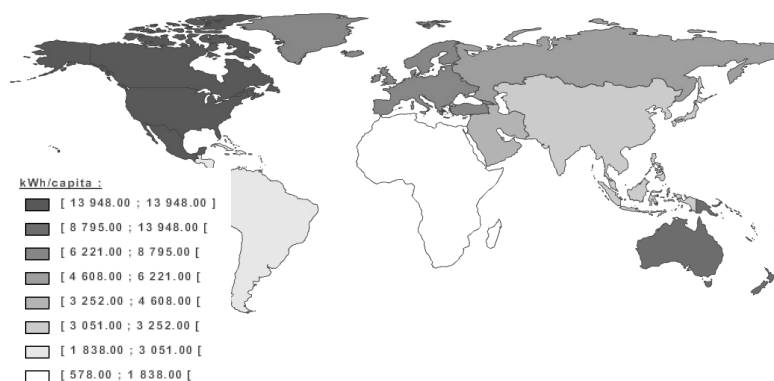 kWh/capita :
[ 13 948.00 ; 13 948.00 ]
[ 8 795.00 ; 13 948.00 [
[ 6 221.00 ; 8 795.00 [
[ 4 608.00 ; 6 221.00 [
[ 3 252.00 ; 4 608.00 [
[ 3 051.00 ; 3 252.00 [
[ 1 838.00 ; 3 051.00 [
[ 578.00 ; 1 838.00 [